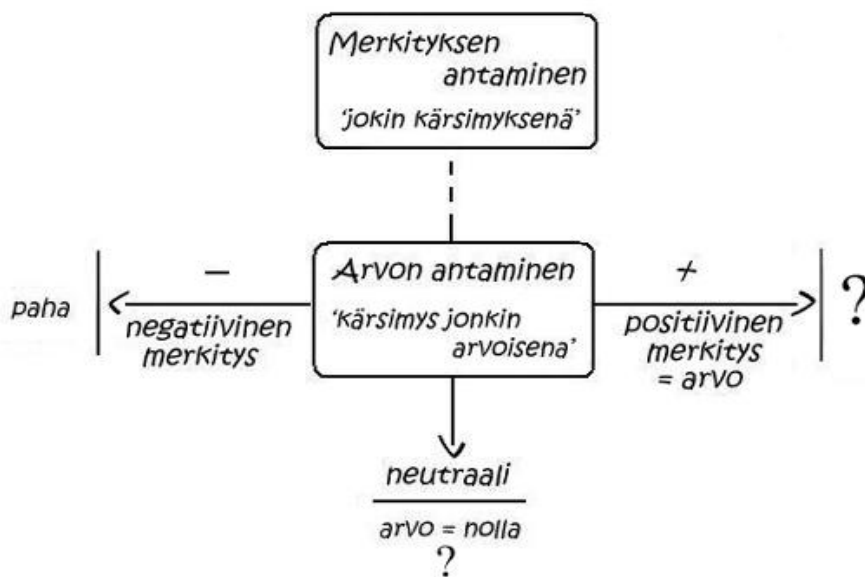 Merkityksen
antaminen
'jokin kärsimyksenä'
Arvon antaminen
'kärsimys jonkin
arvoisena'
–
negatiivinen
merkitys
paha
+
positiivinen
merkitys
= arvo
?
neutraali
arvo = nolla
?